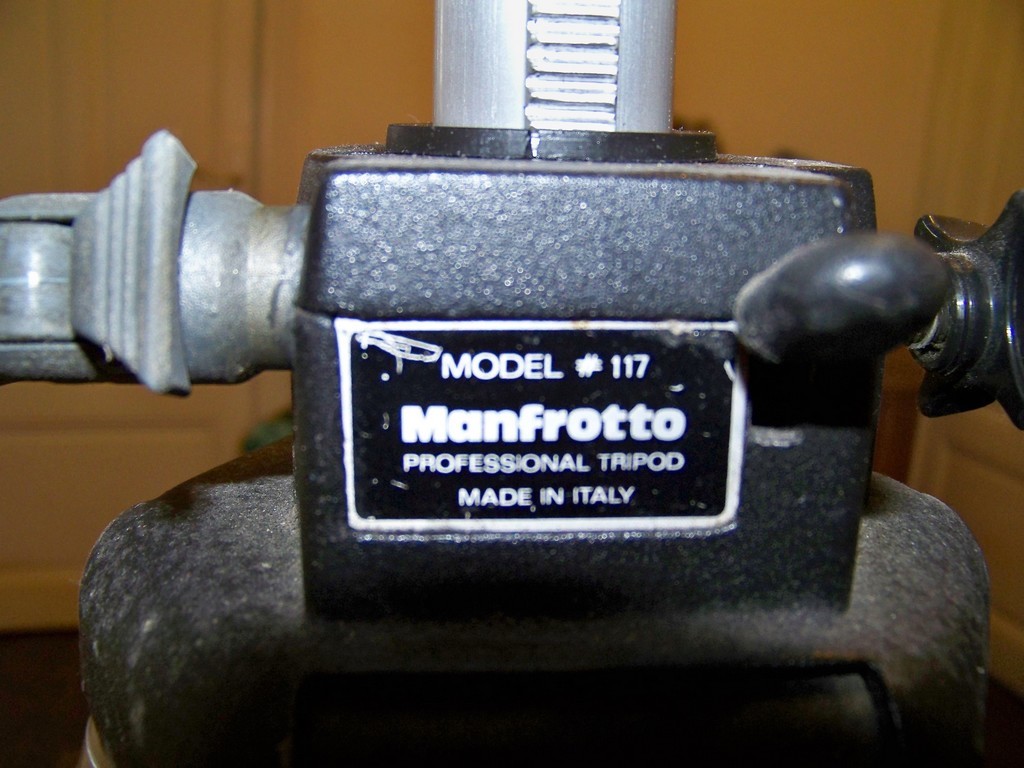 MODEL # 117
Manfrotto
PROFESSIONAL TRIPOD
MADE IN ITALY